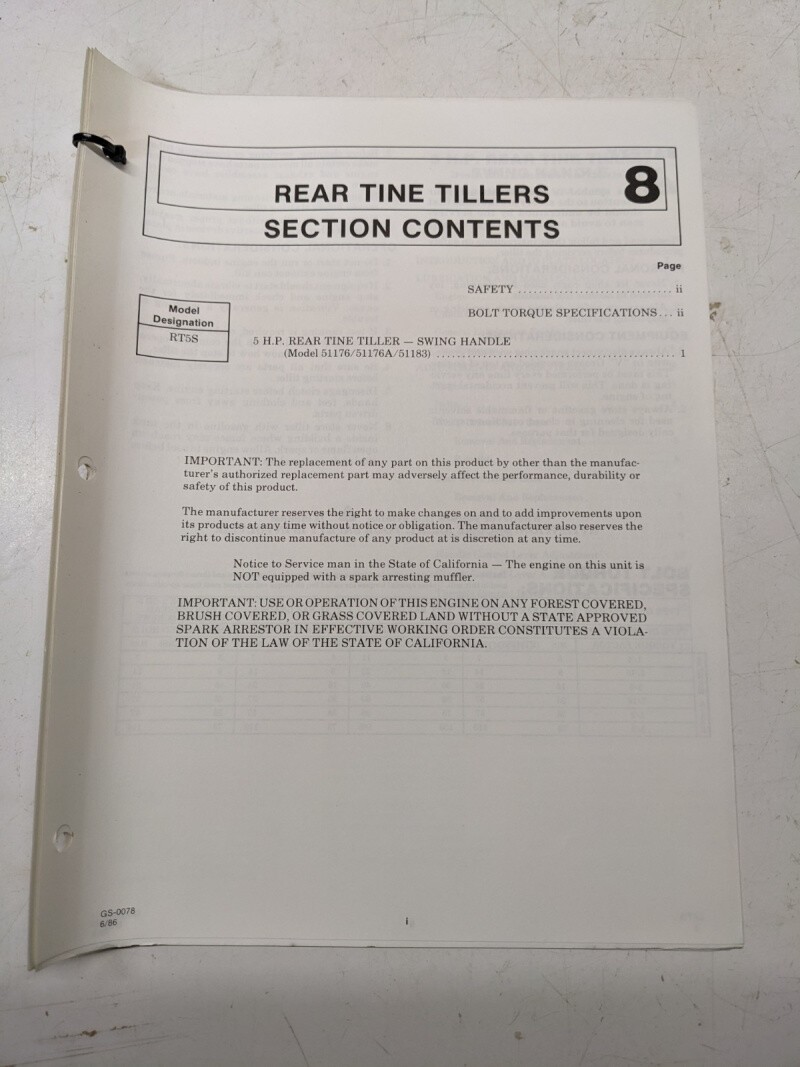 REAR TINE TILLERS 8
SECTION CONTENTS
Page
SAFETY ............................. ii
BOLT TORQUE SPECIFICATIONS... ii
Model
Designation
RT5S
5 H.P. REAR TINE TILLER — SWING HANDLE
(Model 51176/51176A/51183) .............................................. 1
IMPORTANT: The replacement of any part on this product by other than the manufac-
turer's authorized replacement part may adversely affect the performance, durability or
safety of this product.
The manufacturer reserves the right to make changes on and to add improvements upon
its products at any time without notice or obligation. The manufacturer also reserves the
right to discontinue manufacture of any product at is discretion at any time.
Notice to Service man in the State of California — The engine on this unit is
NOT equipped with a spark arresting muffler.
IMPORTANT: USE OR OPERATION OF THIS ENGINE ON ANY FOREST COVERED,
BRUSH COVERED, OR GRASS COVERED LAND WITHOUT A STATE APPROVED
SPARK ARRESTOR IN EFFECTIVE WORKING ORDER CONSTITUTES A VIOLA-
TION OF THE LAW OF THE STATE OF CALIFORNIA.
GS-0078
6/86
i